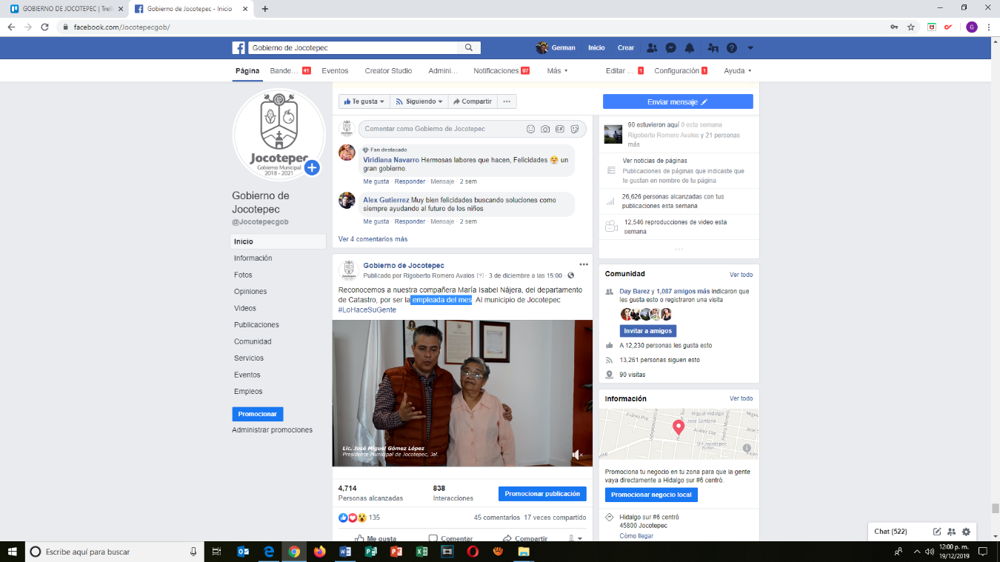 GOBIERNO DE JOCOTEPEC | Trell
Gobierno de Jocotepec - Inicio
facebook.com/Jocotepecgob/
G
Gobierno de Jocotepec
German
Inicio
Crear
Página
Bande... 41
Eventos
Creator Studio
Admini...
Notificaciones 97
Más
Editar ... 1
Configuración 1
Ayuda
Jocotepec
Gobierno Municipal
2018 - 2021
Gobierno de
Jocotepec
@Jocotepecgob
Inicio
Información
Fotos
Opiniones
Videos
Publicaciones
Comunidad
Servicios
Eventos
Empleos
Promocionar
Administrar promociones
Te gusta
Siguiendo
Compartir
Enviar mensaje
Comentar como Gobierno de Jocotepec
Fan destacado
Viridiana Navarro Hermosas labores que hacen, Felicidades 🤗 un
gran gobierno.
Me gusta · Responder · Mensaje · 2 sem
Alex Gutierrez Muy bien felicidades buscando soluciones como
siempre ayudando al futuro de los niños
Me gusta · Responder · Mensaje · 2 sem
Ver 4 comentarios más
Gobierno de Jocotepec
Publicado por Rigoberto Romero Avalos [?] · 3 de diciembre a las 15:00 ·
Reconocemos a nuestra compañera María Isabel Nájera, del departamento
de Catastro, por ser la empleada del mes. Al municipio de Jocotepec
#LoHaceSuGente
Lic. José Miguel Gómez López
Presidente Municipal de Jocotepec, Jal.
4,714
Personas alcanzadas
838
Interacciones
Promocionar publicación
135
45 comentarios 17 veces compartido
Me gusta
Comentar
Compartir
90 estuvieron aquí 0 esta semana
Rigoberto Romero Avalos y 21 personas
más
Ver noticias de páginas
Publicaciones de páginas que indicaste que
te gustan en nombre de tu página
26,626 personas alcanzadas con tus
publicaciones esta semana
12,546 reproducciones de video esta
semana
Comunidad
Ver todo
Day Barez y 1,087 amigos más indicaron que
les gusta esto o registraron una visita
Invitar a amigos
A 12,230 personas les gusta esto
13,261 personas siguen esto
90 visitas
Información
Ver todo
Juárez Pte
Independencia
Miguel Hidalgo
José Santana
Juárez Ote
Pedro Moreno
Miguel
Promociona tu negocio en tu zona para que la gente
vaya directamente a Hidalgo sur #6 centró.
Promocionar negocio local
Hidalgo sur #6 centró
45800 Jocotepec
Cómo llegar
Chat (522)
Escribe aquí para buscar
12:00 p. m.
19/12/2019